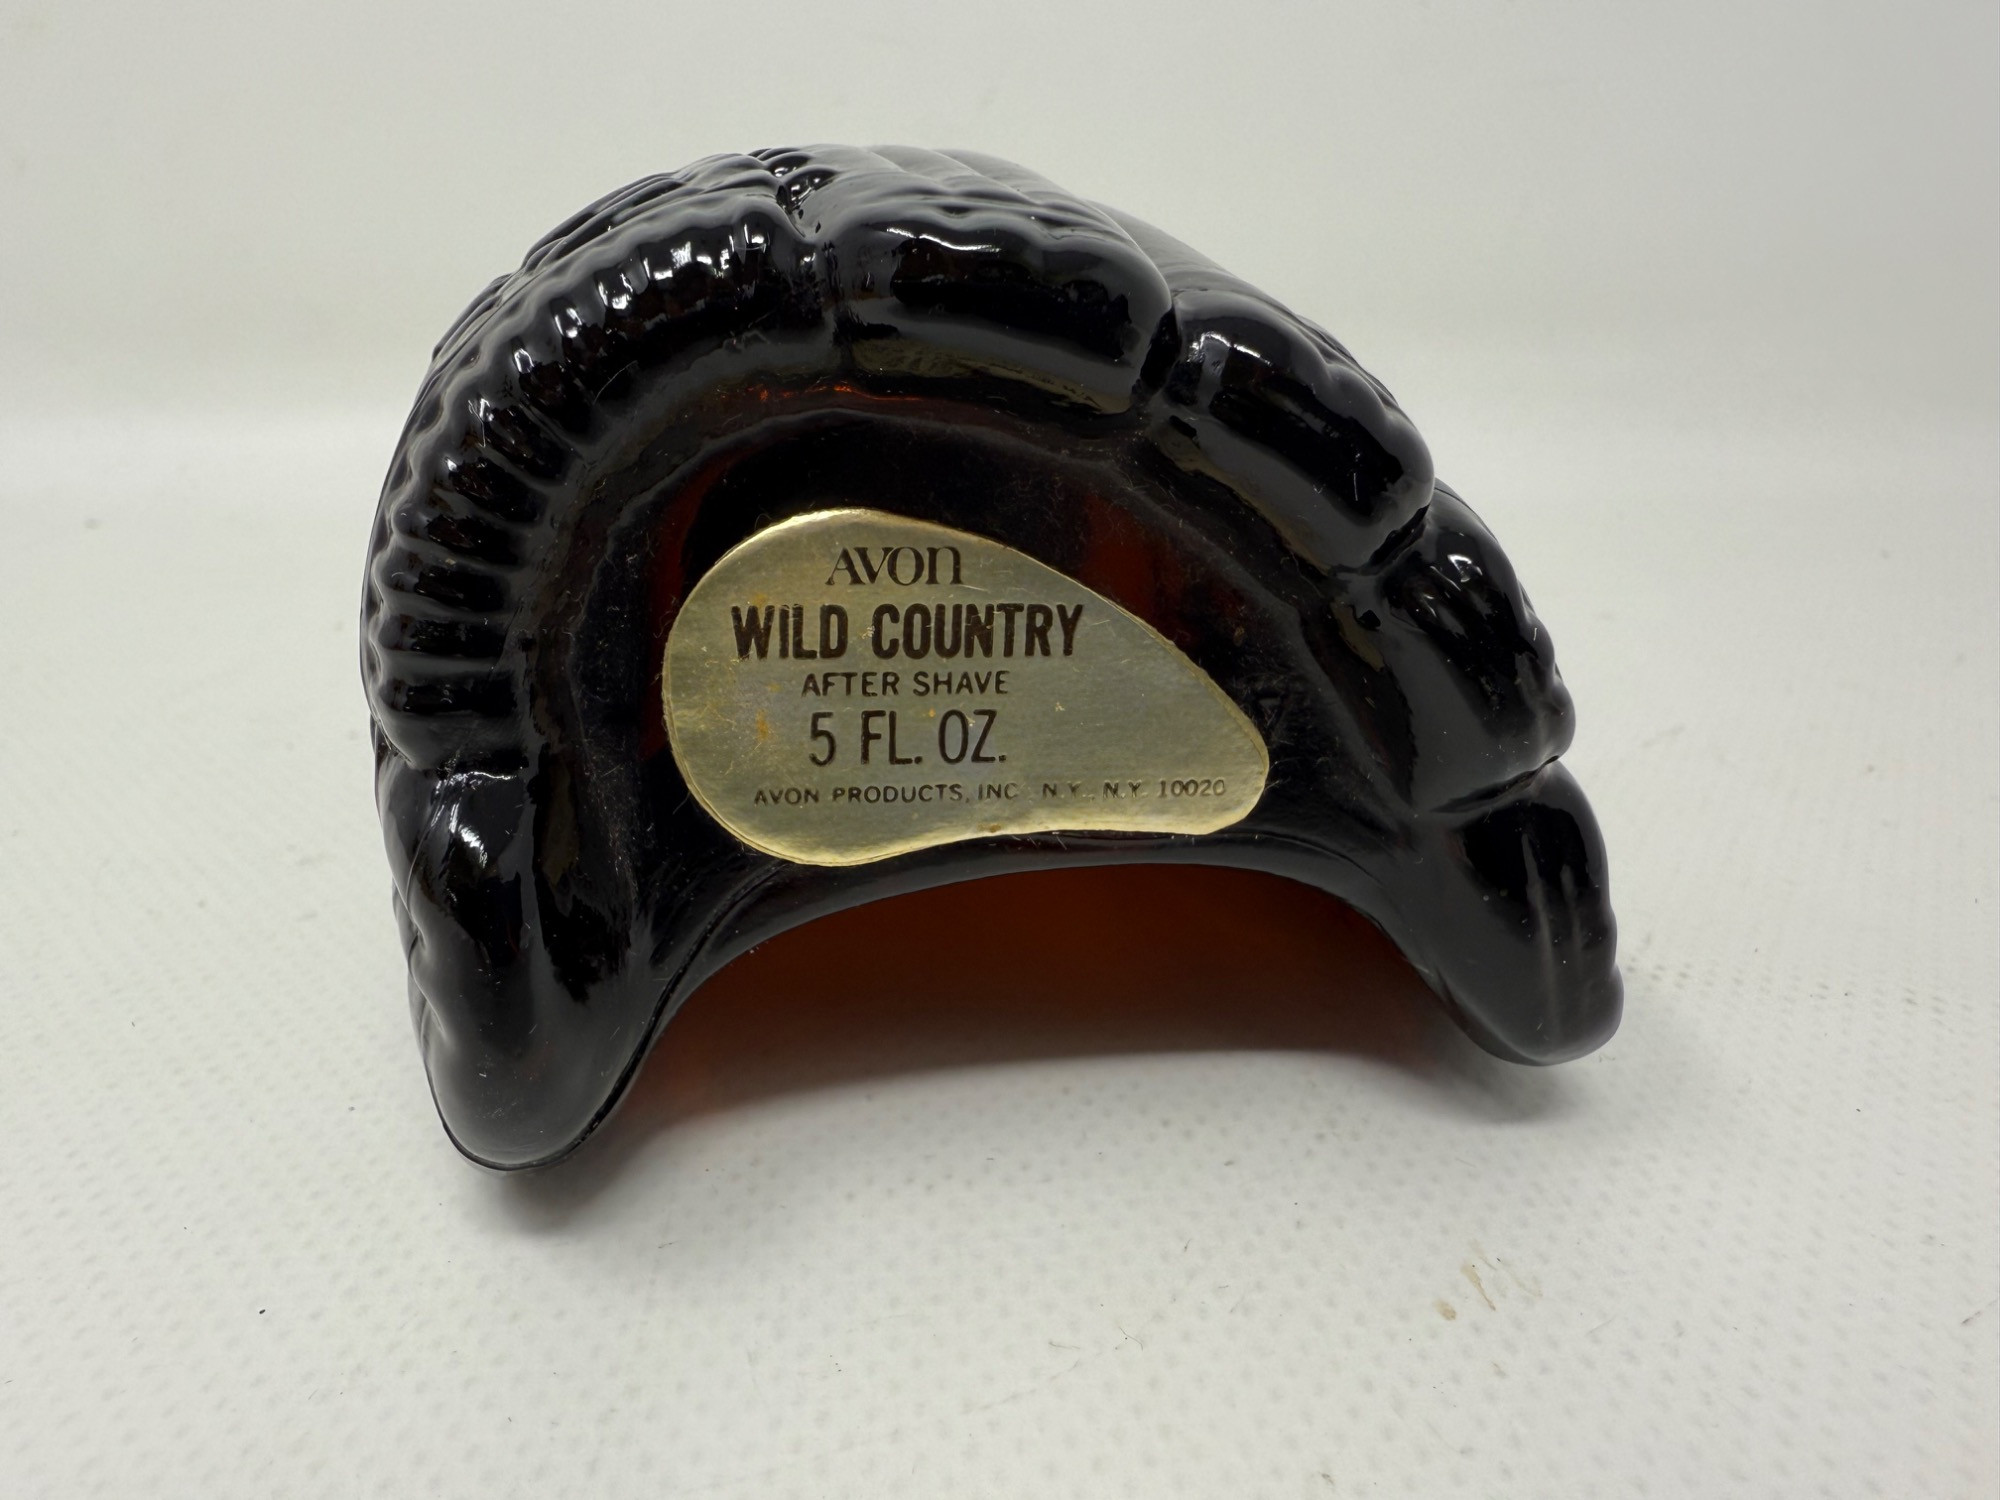 AVON
WILD COUNTRY
AFTER SHAVE
5 FL. OZ.
AVON PRODUCTS, INC N.Y., N.Y. 10020